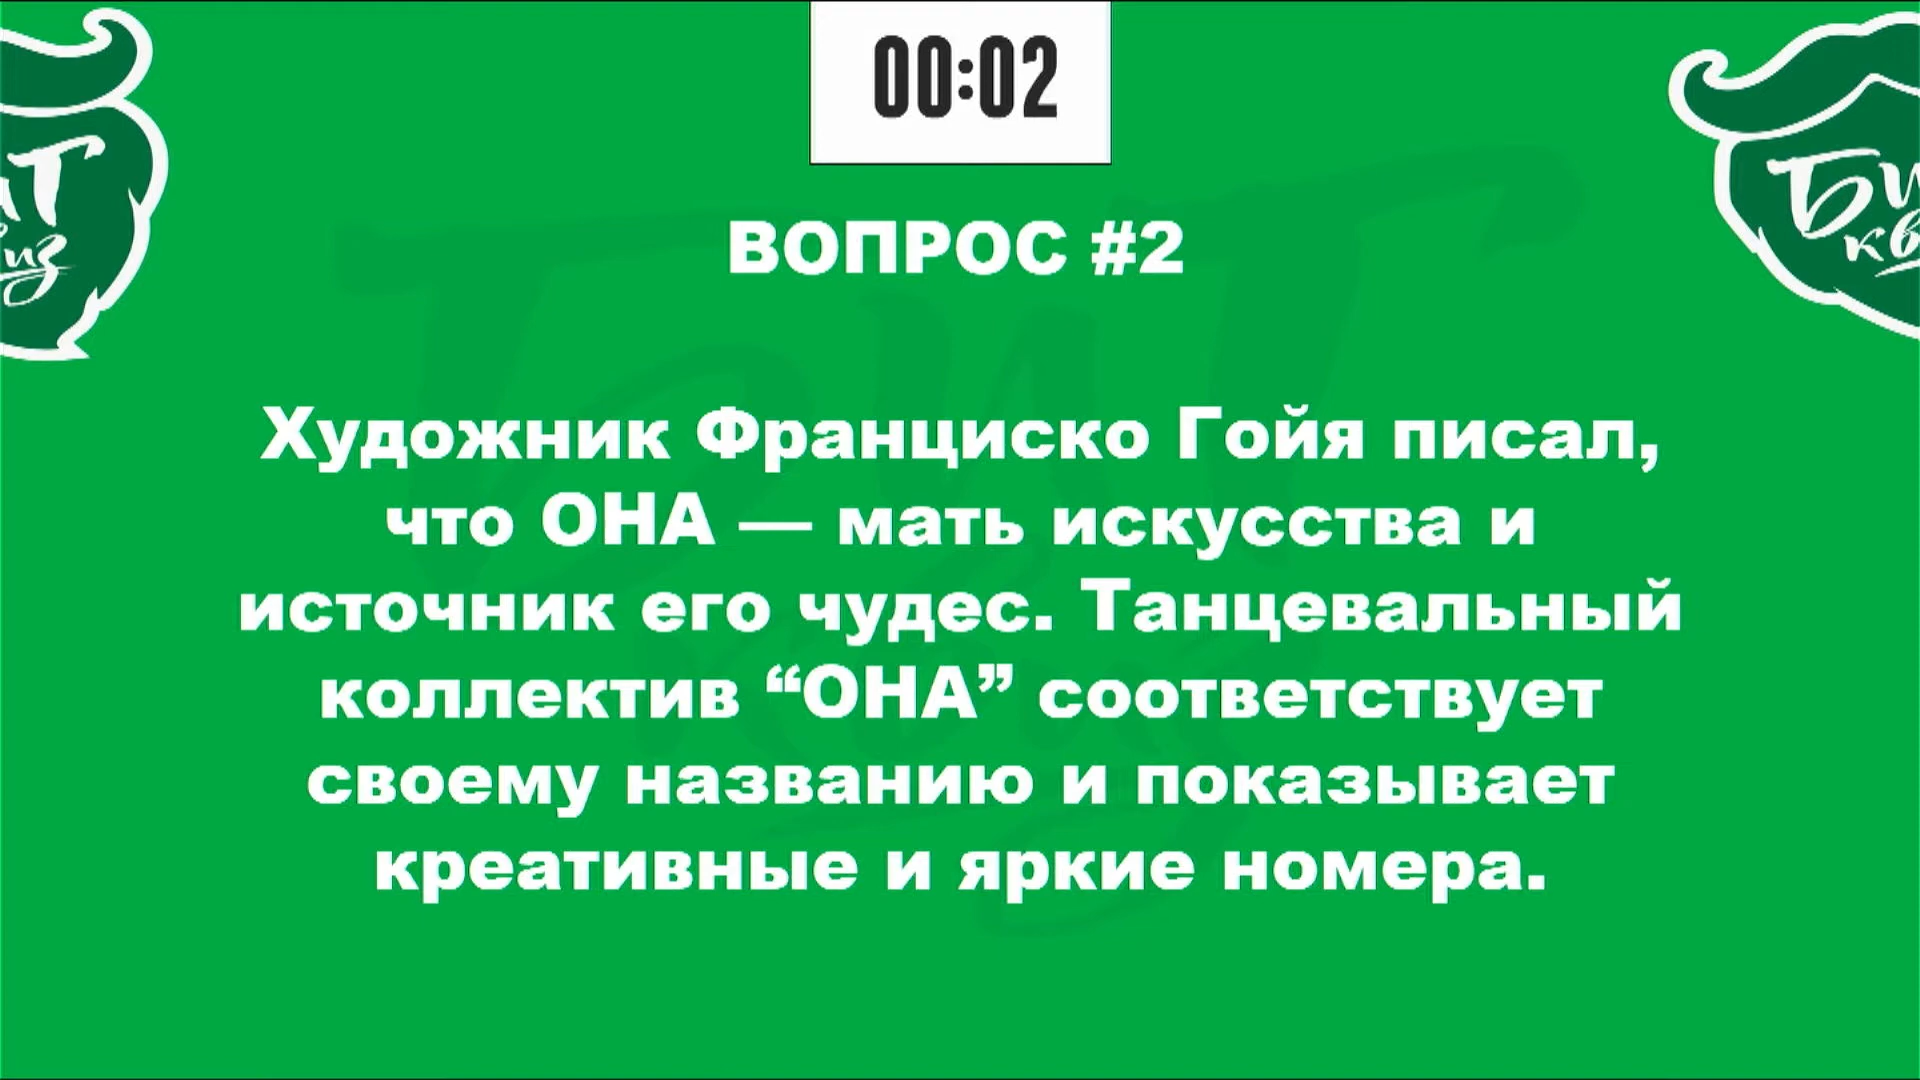 00:02
ВОПРОС #2
Художник Франциско Гойя писал,
что ОНА — мать искусства и
источник его чудес. Танцевальный
коллектив “ОНА” соответствует
своему названию и показывает
креативные и яркие номера.